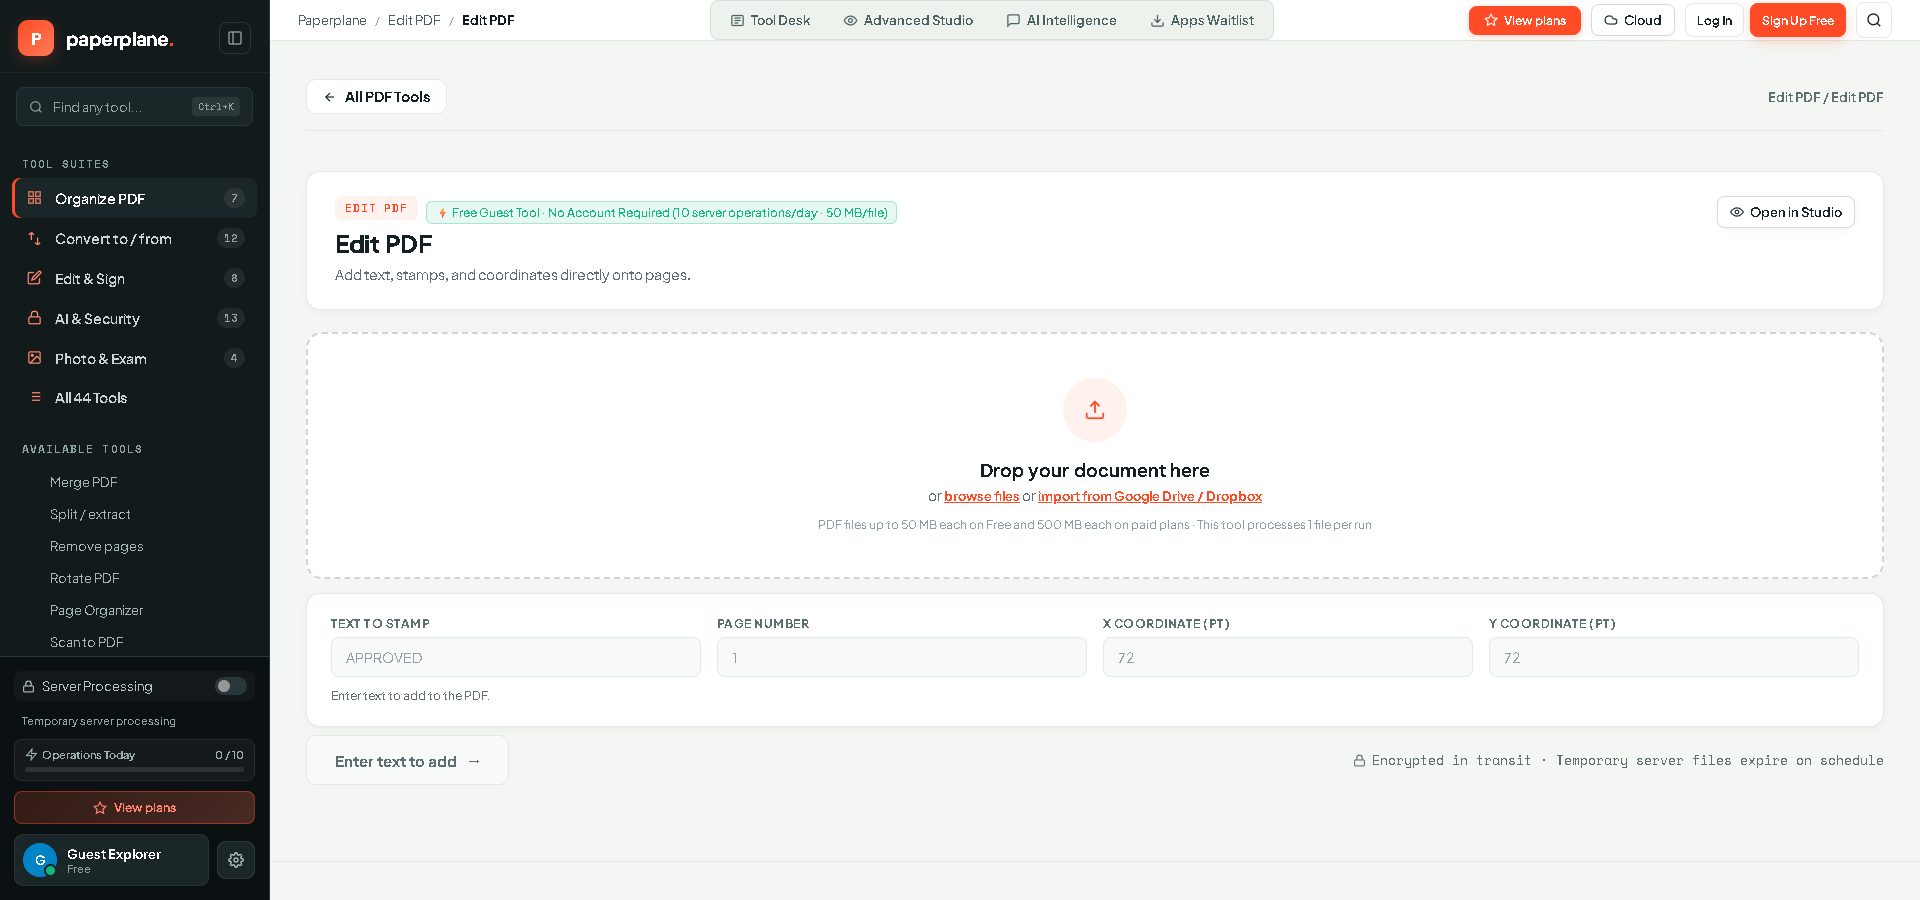 P paperplane.
Find any tool... Ctrl+K
TOOL SUITES
Organize PDF 7
Convert to / from 12
Edit & Sign 8
AI & Security 13
Photo & Exam 4
All 44 Tools
AVAILABLE TOOLS
Merge PDF
Split / extract
Remove pages
Rotate PDF
Page Organizer
Scan to PDF
Server Processing
Temporary server processing
Operations Today 0 / 10
View plans
G Guest Explorer
Free
Paperplane / Edit PDF / Edit PDF
Tool Desk Advanced Studio AI Intelligence Apps Waitlist
View plans Cloud Log In Sign Up Free
← All PDF Tools
Edit PDF / Edit PDF
EDIT PDF Free Guest Tool · No Account Required (10 server operations/day · 50 MB/file)
Open in Studio
Edit PDF
Add text, stamps, and coordinates directly onto pages.
Drop your document here
or browse files or import from Google Drive / Dropbox
PDF files up to 50 MB each on Free and 500 MB each on paid plans · This tool processes 1 file per run
TEXT TO STAMP PAGE NUMBER X COORDINATE (PT) Y COORDINATE (PT)
APPROVED 1 72 72
Enter text to add to the PDF.
Enter text to add →
Encrypted in transit · Temporary server files expire on schedule